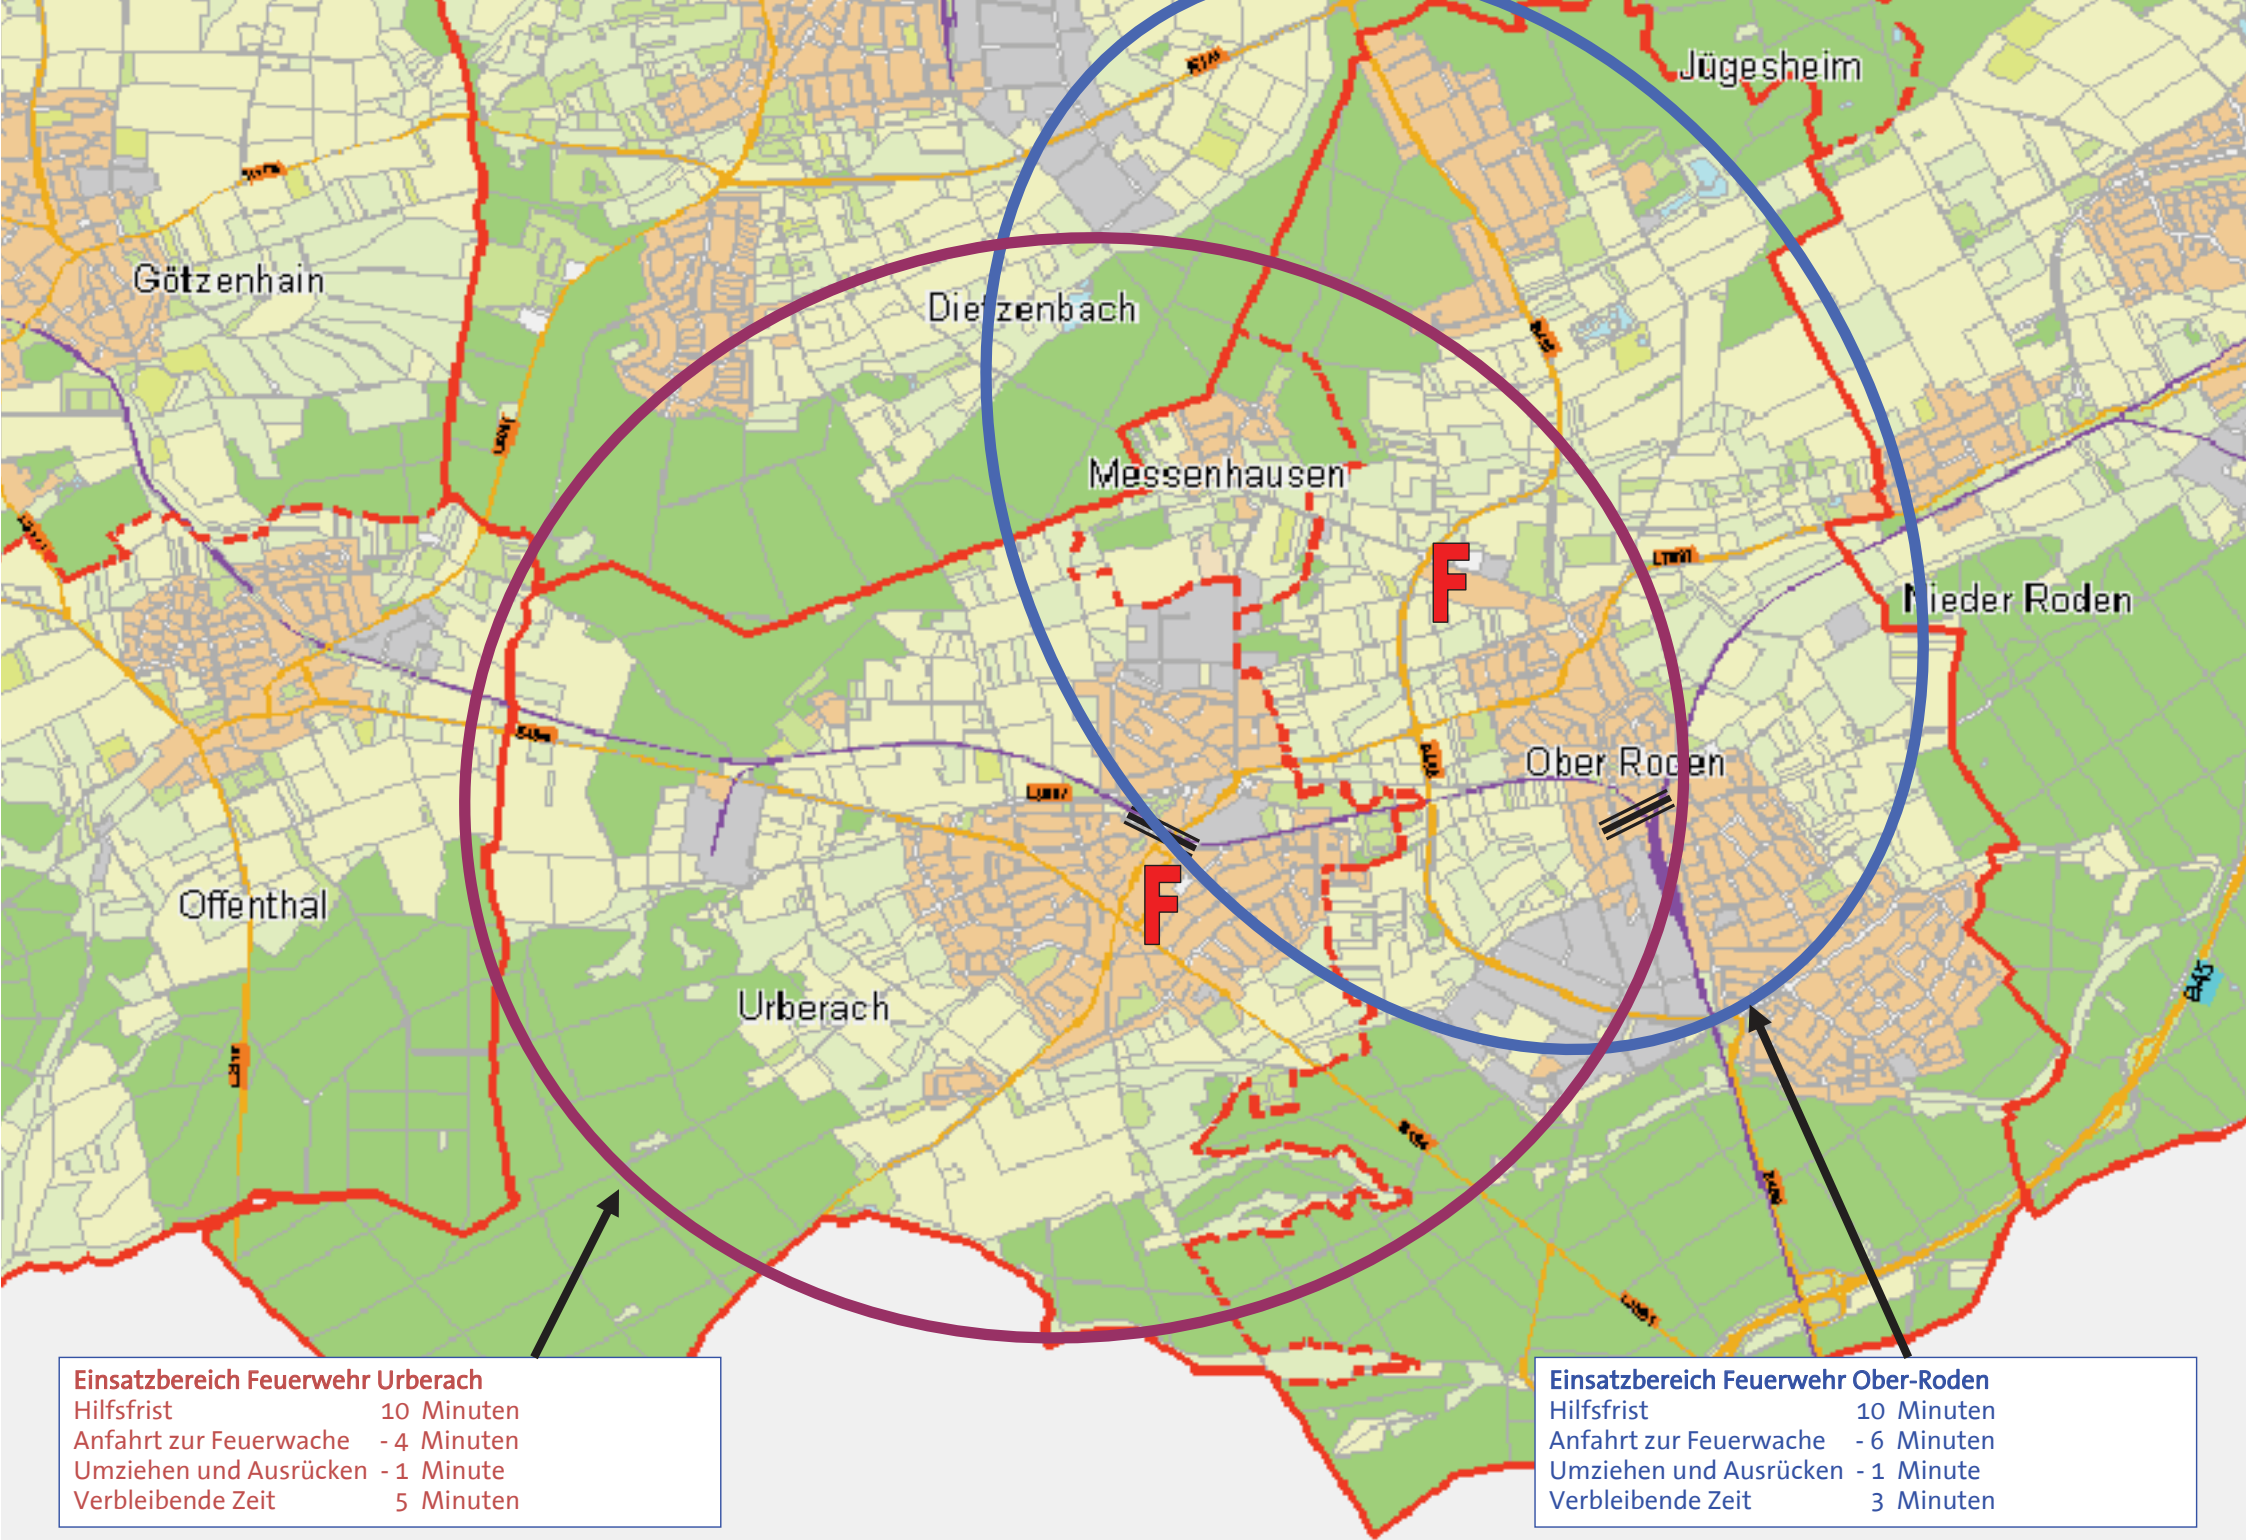 Jügesheim
Götzenhain
Dietzenbach
Messenhausen
F
Nieder Roden
Ober Roden
F
Offenthal
Urberach
Einsatzbereich Feuerwehr Urberach
Hilfsfrist 10 Minuten
Anfahrt zur Feuerwache - 4 Minuten
Umziehen und Ausrücken - 1 Minute
Verbleibende Zeit 5 Minuten
Einsatzbereich Feuerwehr Ober-Roden
Hilfsfrist 10 Minuten
Anfahrt zur Feuerwache - 6 Minuten
Umziehen und Ausrücken - 1 Minute
Verbleibende Zeit 3 Minuten